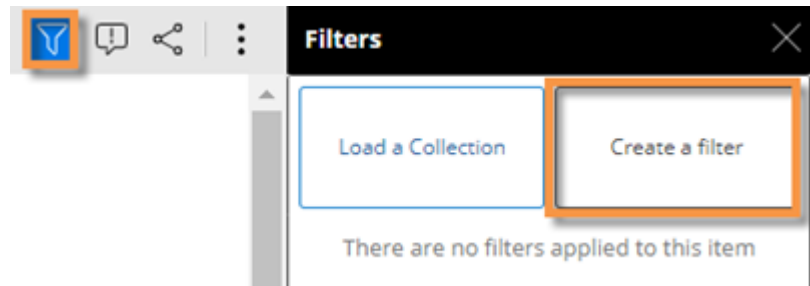 Filters
Load a Collection
Create a filter
There are no filters applied to this item